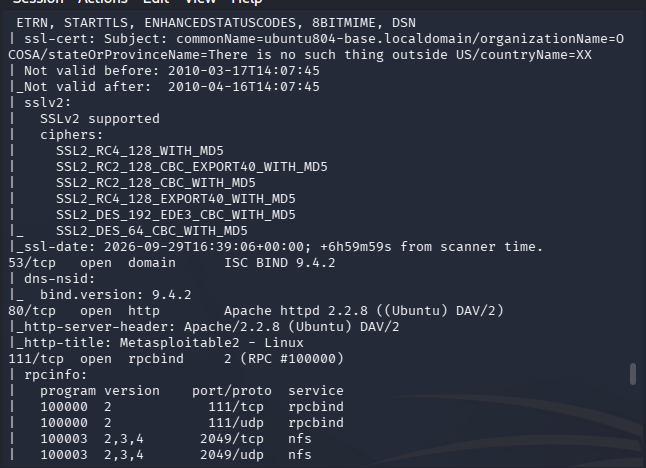 Session Actions Edit View Help
ETRN, STARTTLS, ENHANCEDSTATUSCODES, 8BITMIME, DSN
| ssl-cert: Subject: commonName=ubuntu804-base.localdomain/organizationName=O
COSA/stateOrProvinceName=There is no such thing outside US/countryName=XX
| Not valid before: 2010-03-17T14:07:45
|_Not valid after:  2010-04-16T14:07:45
| sslv2:
|   SSLv2 supported
|   ciphers:
|     SSL2_RC4_128_WITH_MD5
|     SSL2_RC2_128_CBC_EXPORT40_WITH_MD5
|     SSL2_RC2_128_CBC_WITH_MD5
|     SSL2_RC4_128_EXPORT40_WITH_MD5
|     SSL2_DES_192_EDE3_CBC_WITH_MD5
|_    SSL2_DES_64_CBC_WITH_MD5
|_ssl-date: 2026-09-29T16:39:06+00:00; +6h59m59s from scanner time.
53/tcp   open  domain      ISC BIND 9.4.2
| dns-nsid:
|_  bind.version: 9.4.2
80/tcp   open  http        Apache httpd 2.2.8 ((Ubuntu) DAV/2)
|_http-server-header: Apache/2.2.8 (Ubuntu) DAV/2
|_http-title: Metasploitable2 - Linux
111/tcp  open  rpcbind     2 (RPC #100000)
| rpcinfo:
|   program version    port/proto  service
|   100000  2            111/tcp   rpcbind
|   100000  2            111/udp   rpcbind
|   100003  2,3,4       2049/tcp   nfs
|   100003  2,3,4       2049/udp   nfs